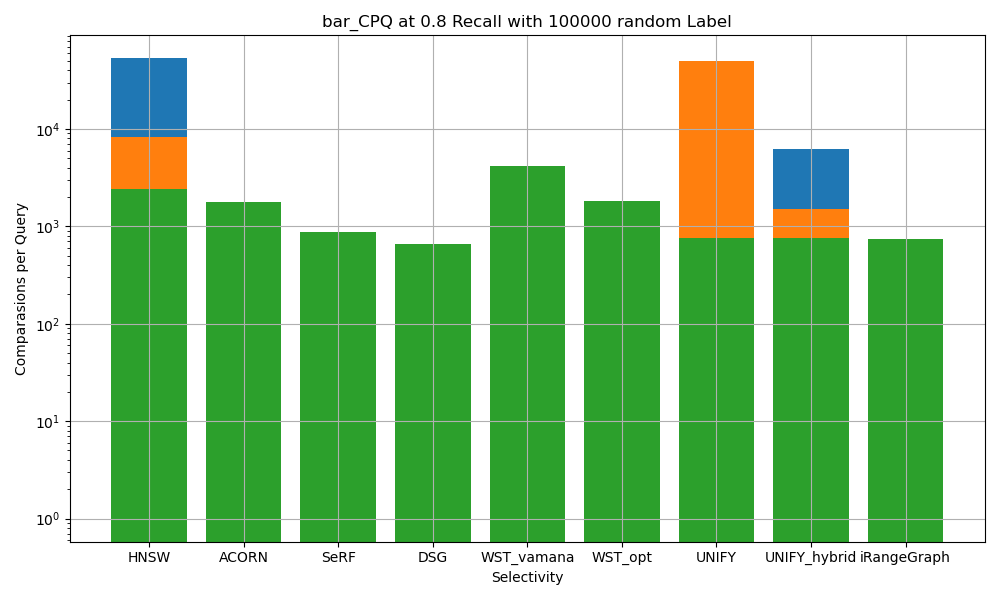 bar_CPQ at 0.8 Recall with 100000 random Label
Comparasions per Query
10^4
10^3
10^2
10^1
10^0
HNSW ACORN SeRF DSG WST_vamana WST_opt UNIFY UNIFY_hybrid iRangeGraph
Selectivity